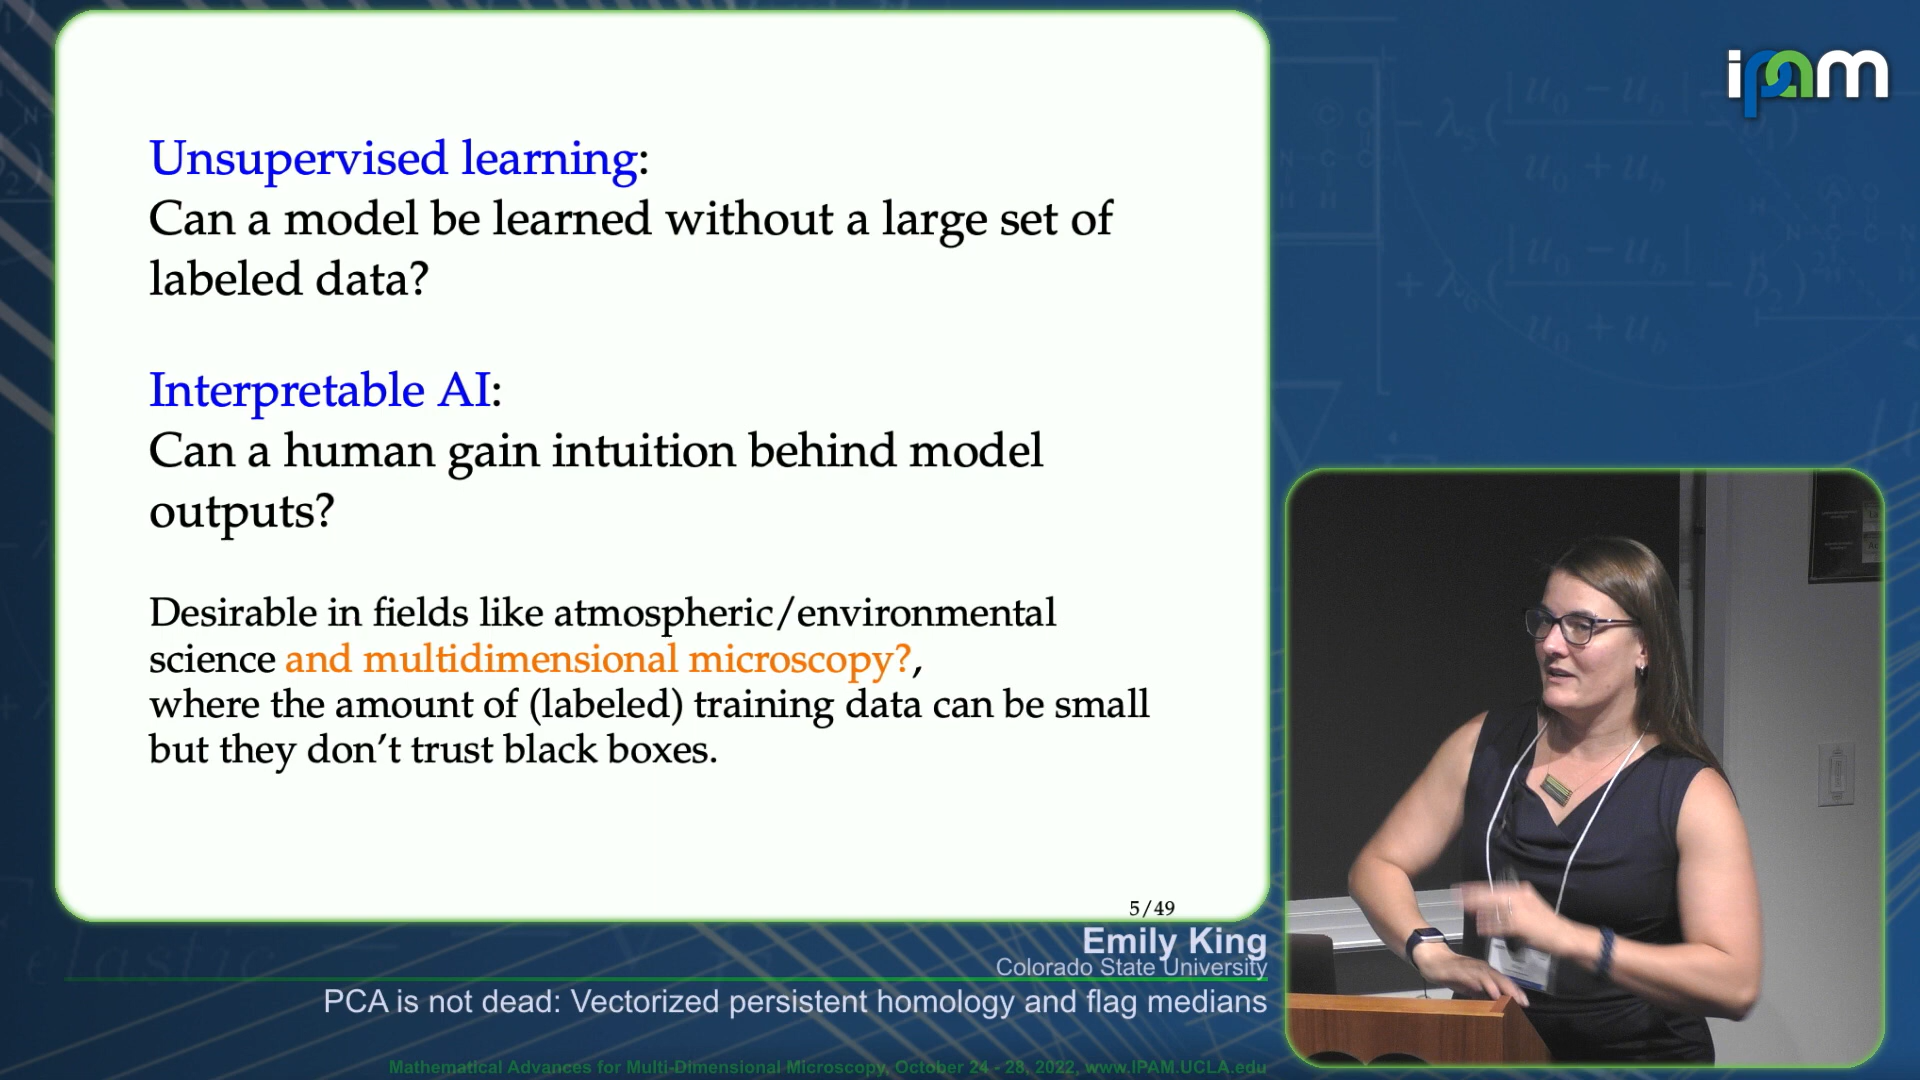 ipam
Unsupervised learning:
Can a model be learned without a large set of
labeled data?
Interpretable AI:
Can a human gain intuition behind model
outputs?
Desirable in fields like atmospheric/environmental
science and multidimensional microscopy?,
where the amount of (labeled) training data can be small
but they don't trust black boxes.
5/49
Emily King
Colorado State University
PCA is not dead: Vectorized persistent homology and flag medians
Mathematical Advances for Multi-Dimensional Microscopy, October 24 - 28, 2022, www.IPAM.UCLA.edu
elastic